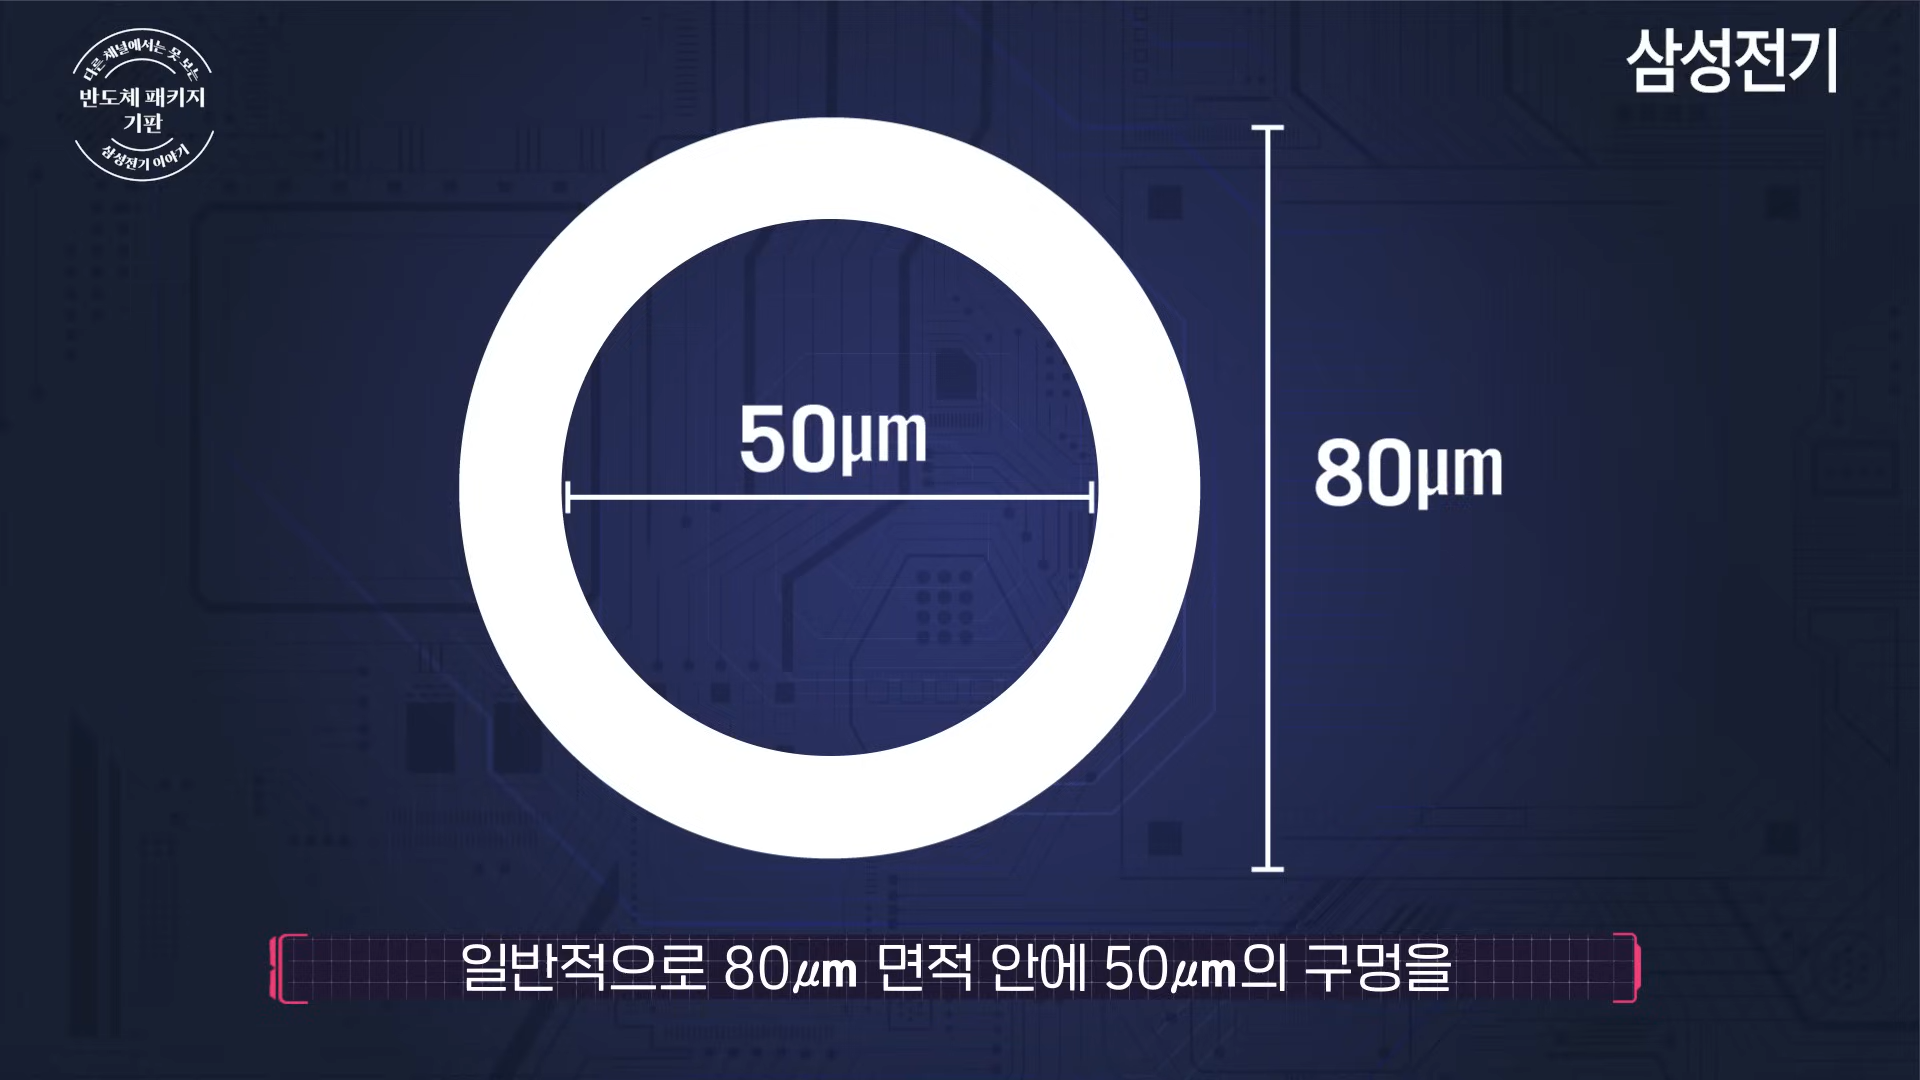 다른 채널에서는 못 보는
반도체 패키지
기판
삼성전기 이야기
삼성전기
50μm
80μm
일반적으로 80μm 면적 안에 50μm의 구멍을